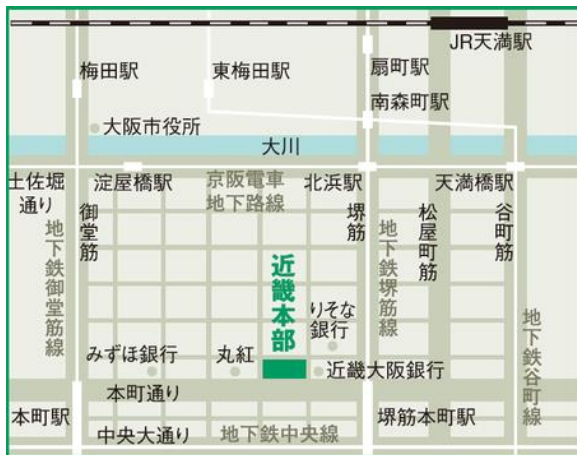 JR天満駅
梅田駅
東梅田駅
扇町駅
南森町駅
大阪市役所
大川
土佐堀
通り
淀屋橋駅
京阪電車
地下路線
北浜駅
天満橋駅
御堂筋
地下鉄御堂筋線
堺筋
地下鉄堺筋線
松屋町筋
谷町筋
地下鉄谷町線
近畿本部
りそな
銀行
みずほ銀行
丸紅
近畿大阪銀行
本町通り
本町駅
堺筋本町駅
中央大通り
地下鉄中央線